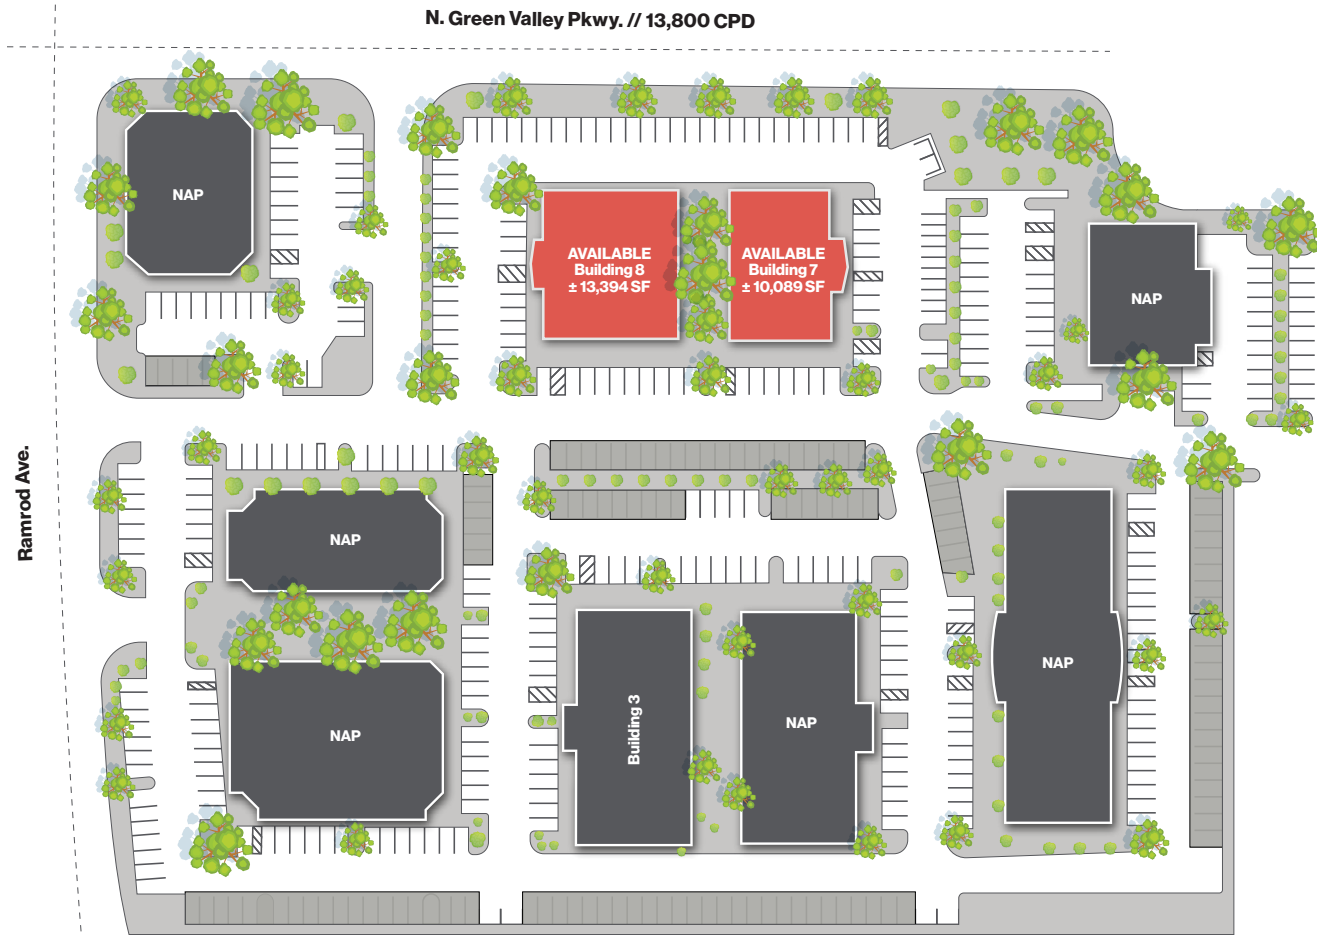 N. Green Valley Pkwy. // 13,800 CPD
NAP
AVAILABLE
Building 8
± 13,394 SF
AVAILABLE
Building 7
± 10,089 SF
NAP
Ramrod Ave.
NAP
NAP
NAP
Building 3
NAP
NAP